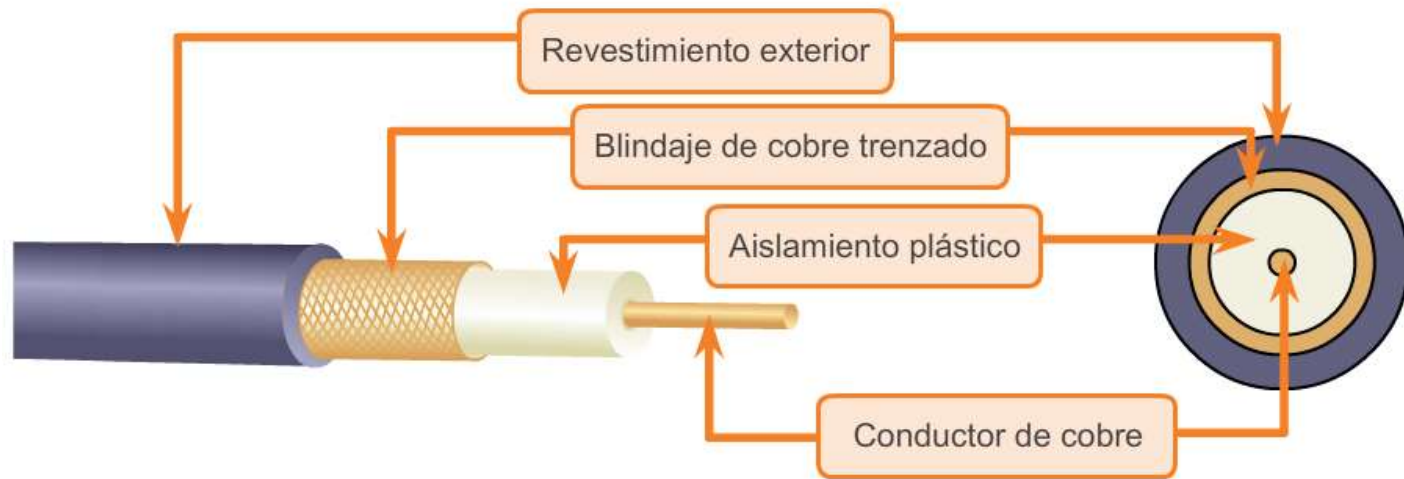 Revestimiento exterior
Blindaje de cobre trenzado
Aislamiento plástico
Conductor de cobre